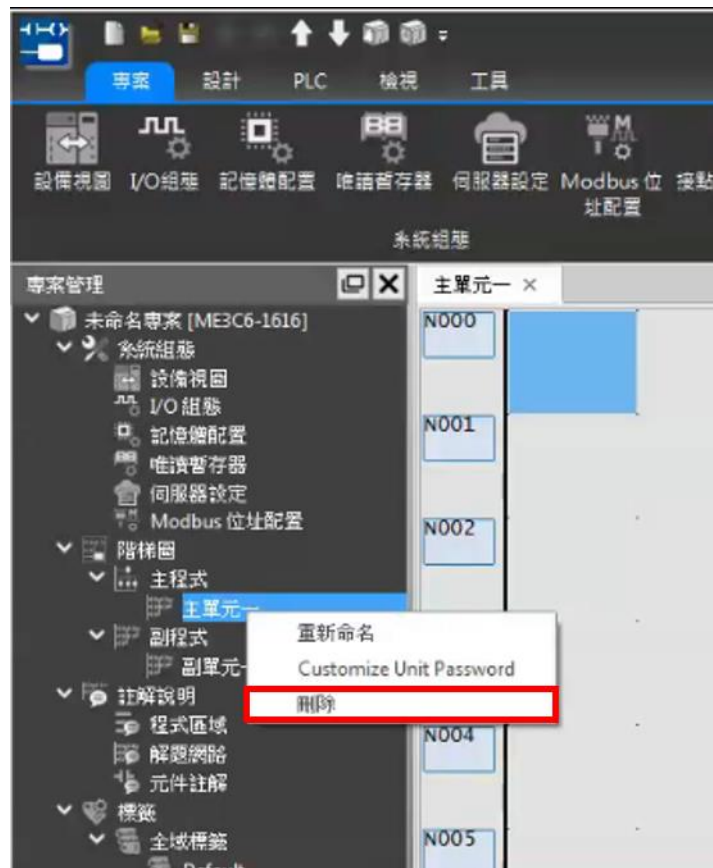 專案 設計 PLC 檢視 工具
設備視圖 I/O組態 記憶體配置 唯讀暫存器 伺服器設定 Modbus 位 接點
址配置
系統組態
專案管理
主單元一 ×
未命名專案 [ME3C6-1616]
N000
系統組態
設備視圖
I/O 組態
記憶體配置
N001
唯讀暫存器
伺服器設定
Modbus 位址配置
N002
階梯圖
主程式
主單元一
重新命名
副程式
副單元一
Customize Unit Password
註解說明
刪除
程式區域
N004
解題網路
元件註解
標籤
全域標籤
N005
Default